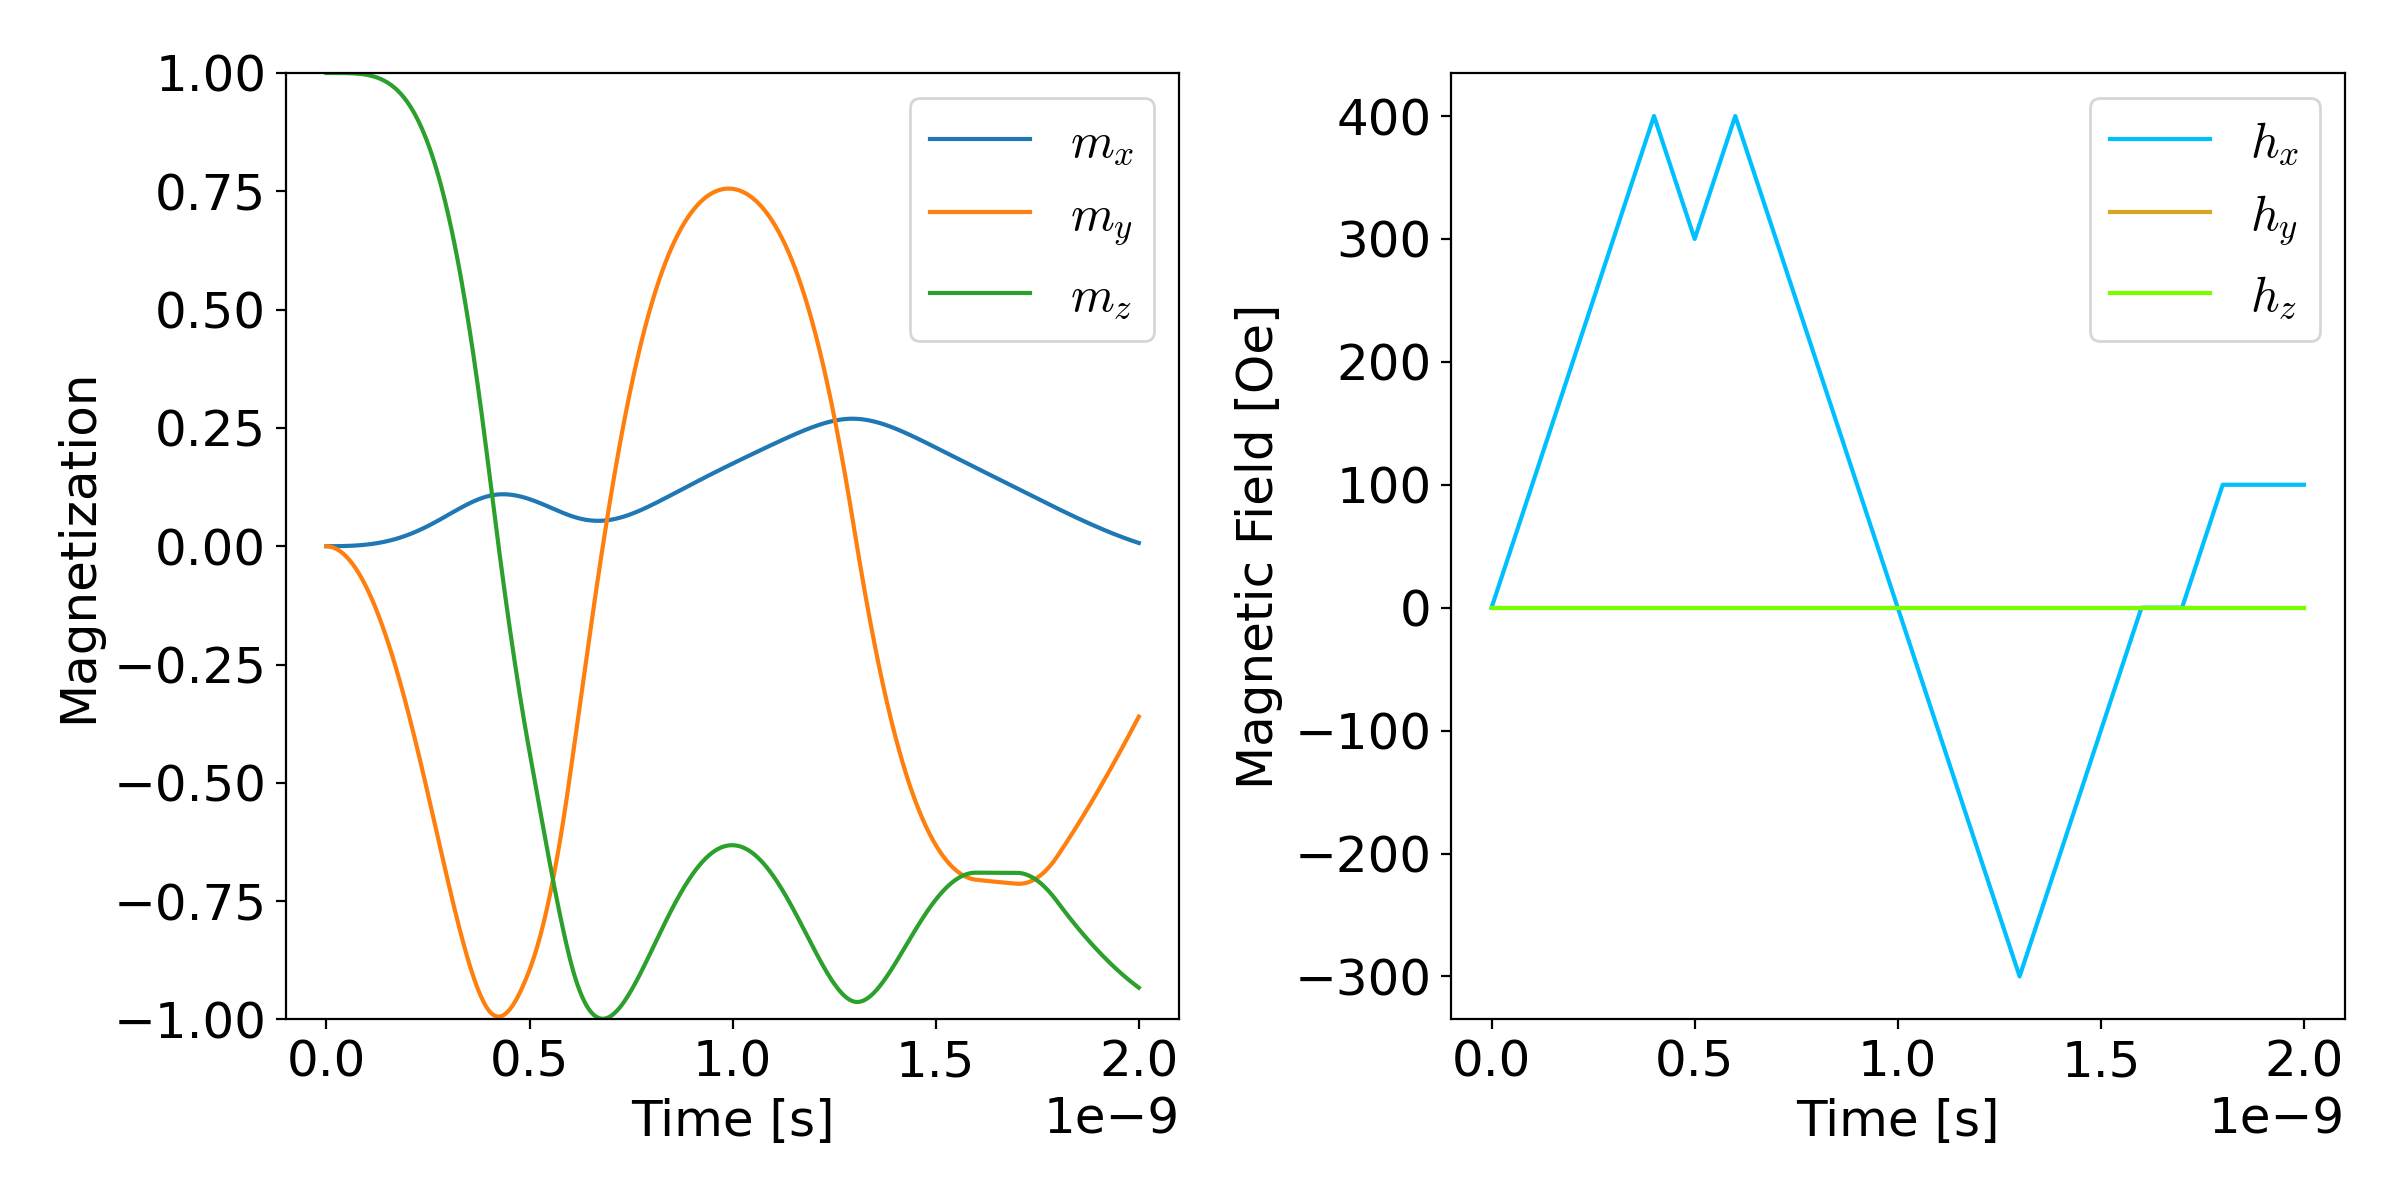 Magnetization
1.00
0.75
0.50
0.25
0.00
−0.25
−0.50
−0.75
−1.00
0.0 0.5 1.0 1.5 2.0
Time [s]
1e−9
m_x
m_y
m_z
Magnetic Field [Oe]
400
300
200
100
0
−100
−200
−300
0.0 0.5 1.0 1.5 2.0
Time [s]
1e−9
h_x
h_y
h_z